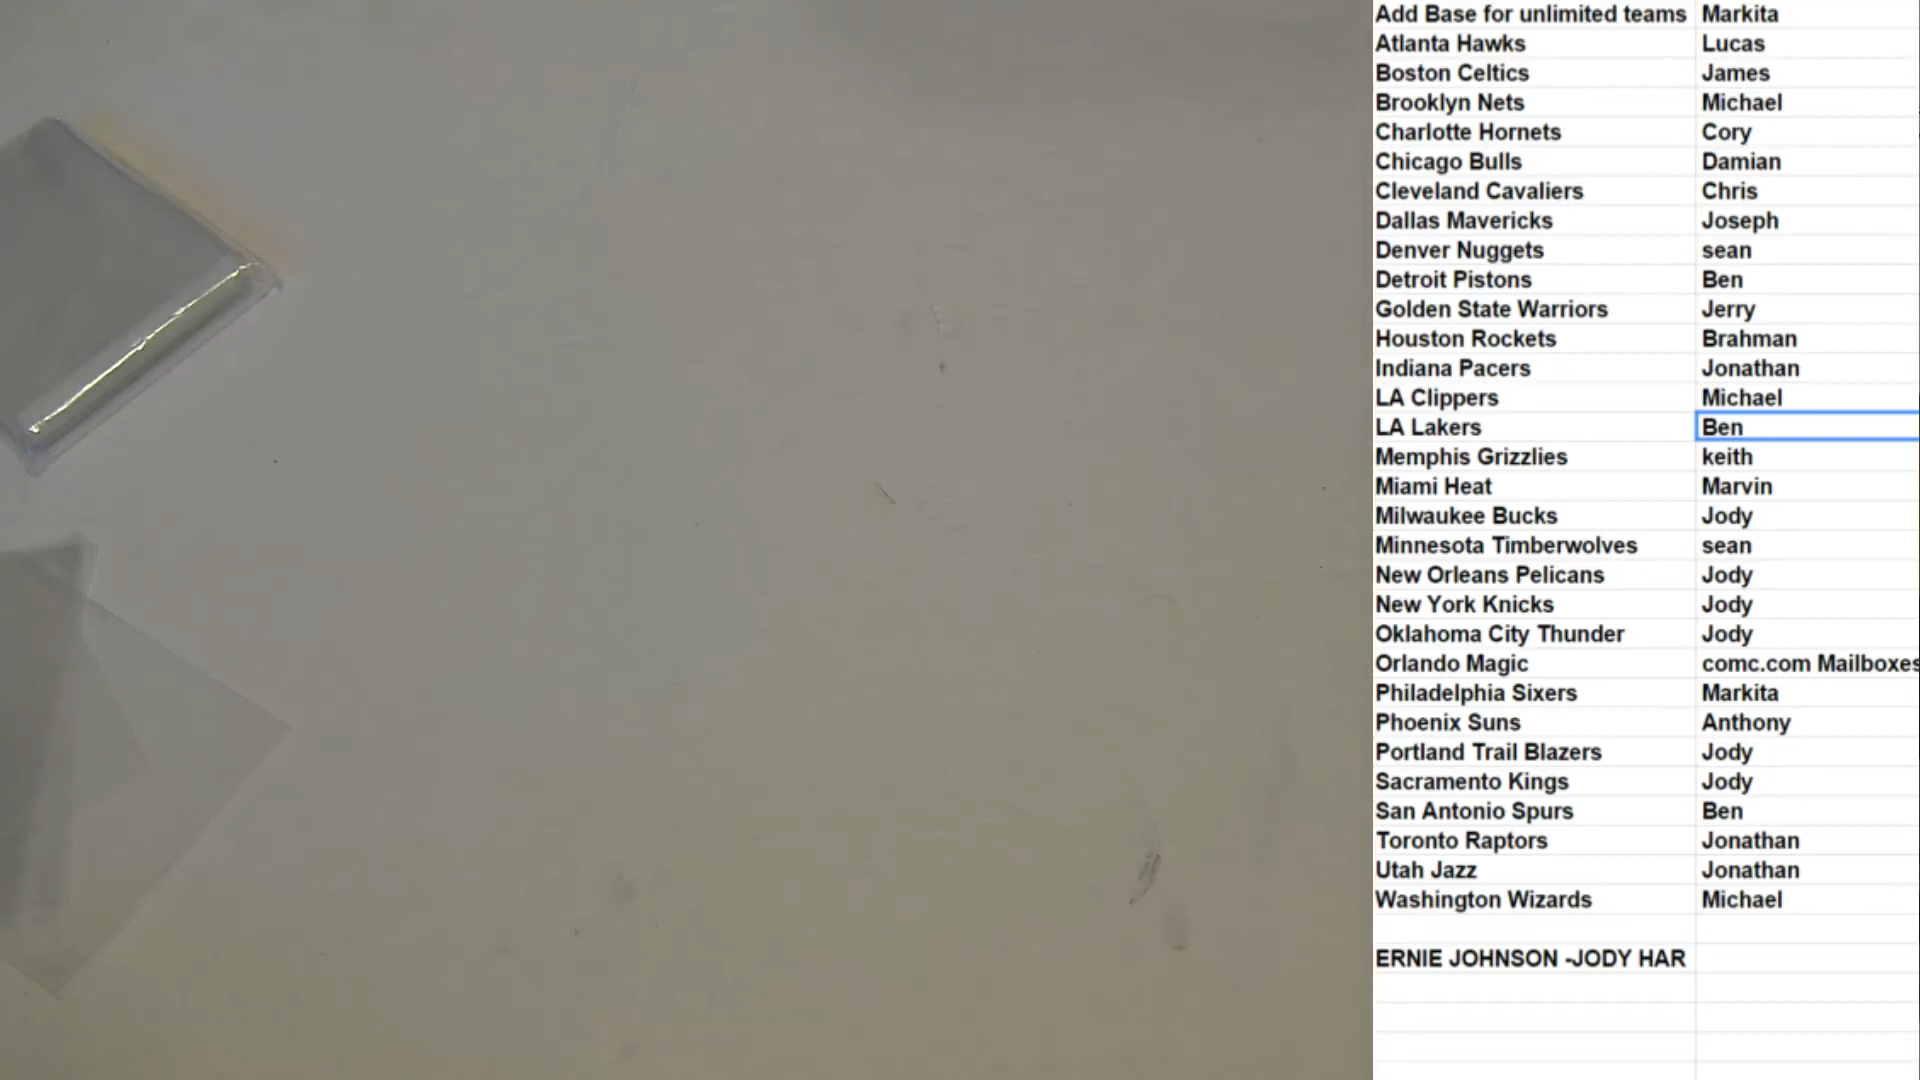 Add Base for unlimited teams Markita
Atlanta Hawks Lucas
Boston Celtics James
Brooklyn Nets Michael
Charlotte Hornets Cory
Chicago Bulls Damian
Cleveland Cavaliers Chris
Dallas Mavericks Joseph
Denver Nuggets sean
Detroit Pistons Ben
Golden State Warriors Jerry
Houston Rockets Brahman
Indiana Pacers Jonathan
LA Clippers Michael
LA Lakers Ben
Memphis Grizzlies keith
Miami Heat Marvin
Milwaukee Bucks Jody
Minnesota Timberwolves sean
New Orleans Pelicans Jody
New York Knicks Jody
Oklahoma City Thunder Jody
Orlando Magic comc.com Mailboxes
Philadelphia Sixers Markita
Phoenix Suns Anthony
Portland Trail Blazers Jody
Sacramento Kings Jody
San Antonio Spurs Ben
Toronto Raptors Jonathan
Utah Jazz Jonathan
Washington Wizards Michael
ERNIE JOHNSON -JODY HAR